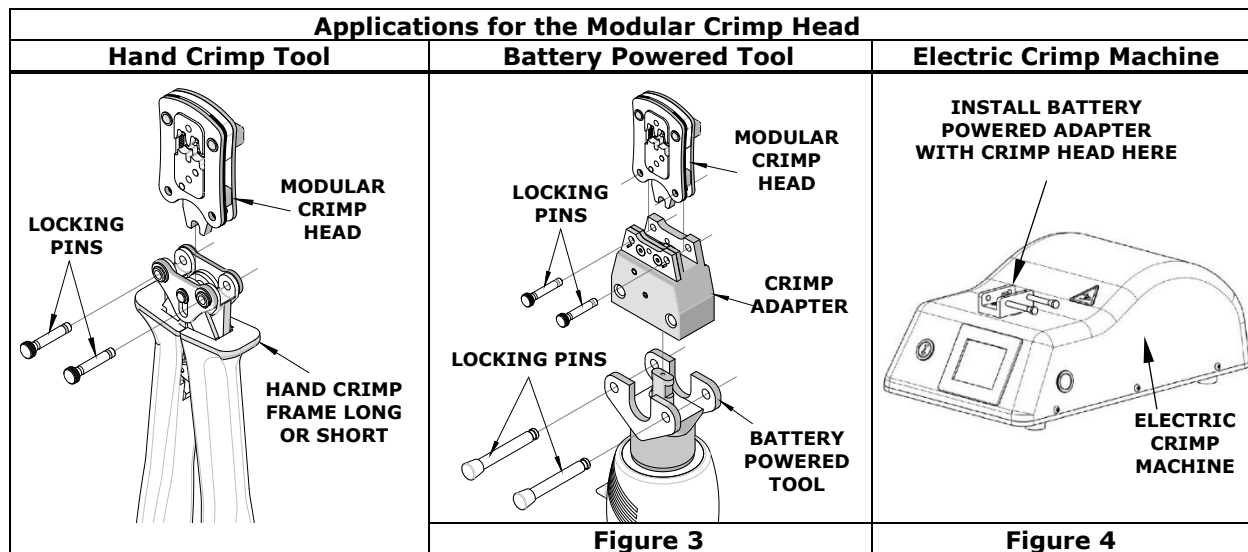 Applications for the Modular Crimp Head
Hand Crimp Tool
Battery Powered Tool
Electric Crimp Machine
MODULAR
CRIMP
HEAD
LOCKING
PINS
HAND CRIMP
FRAME LONG
OR SHORT
MODULAR
CRIMP
HEAD
LOCKING
PINS
CRIMP
ADAPTER
LOCKING PINS
BATTERY
POWERED
TOOL
Figure 3
INSTALL BATTERY
POWERED ADAPTER
WITH CRIMP HEAD HERE
ELECTRIC
CRIMP
MACHINE
Figure 4